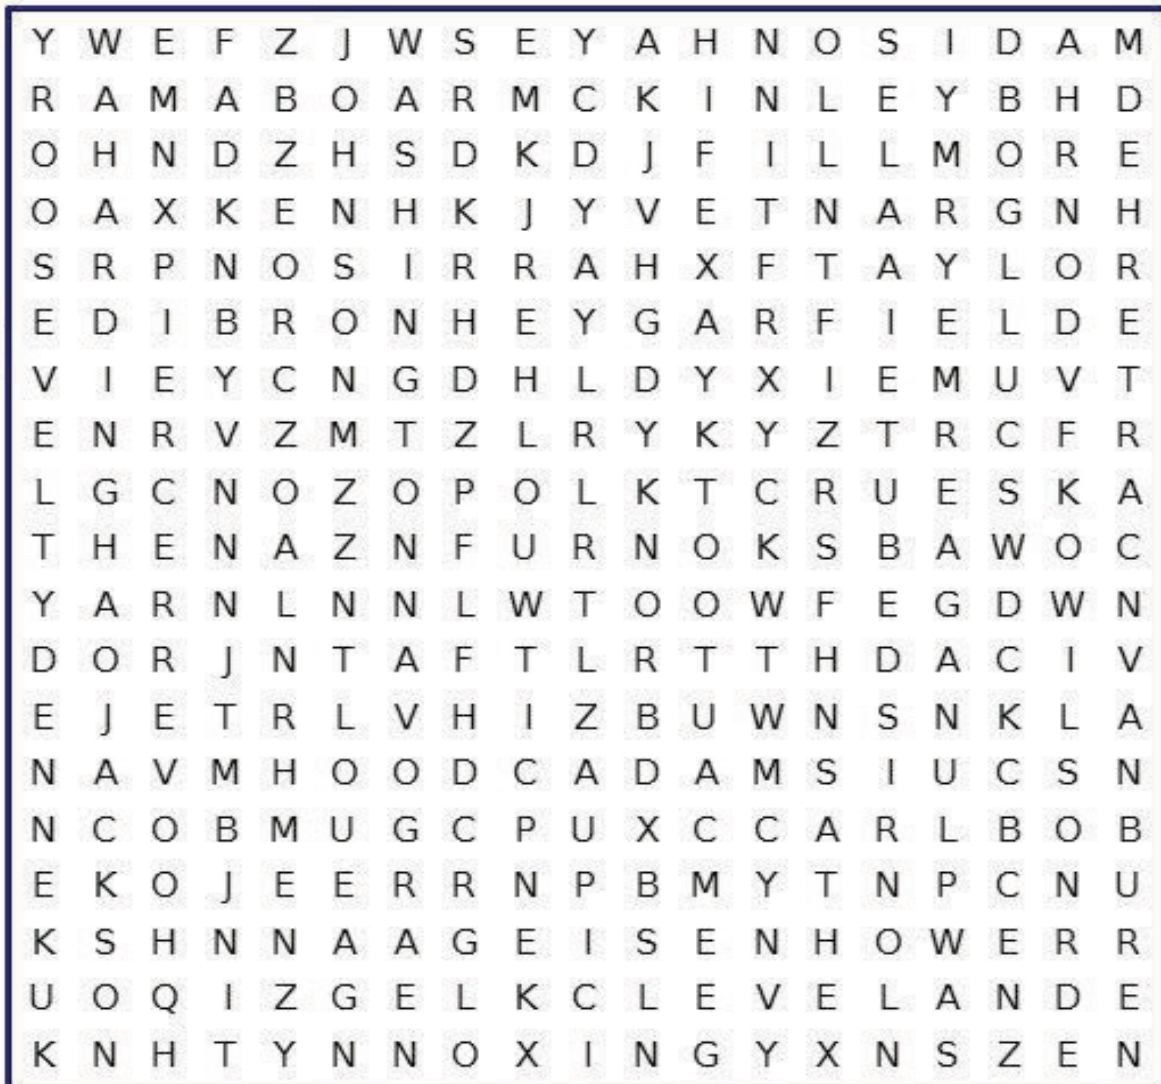 Y W E F Z J W S E Y A H N O S I D A M
R A M A B O A R M C K I N L E Y B H D
O H N D Z H S D K D J F I L L M O R E
O A X K E N H K J Y V E T N A R G N H
S R P N O S I R R A H X F T A Y L O R
E D I B R O N H E Y G A R F I E L D E
V I E Y C N G D H L D Y X I E M U V T
E N R V Z M T Z L R Y K Y Z T R C F R
L G C N O Z O P O L K T C R U E S K A
T H E N A Z N F U R N O K S B A W O C
Y A R N L N N L W T O O W F E G D W N
D O R J N T A F T L R T T H D A C I V
E J E T R L V H I Z B U W N S N K L A
N A V M H O O D C A D A M S I U C S N
N C O B M U G C P U X C C A R L B O B
E K O J E E R R N P B M Y T N P C N U
K S H N N A A G E I S E N H O W E R R
U O Q I Z G E L K C L E V E L A N D E
K N H T Y N N O X I N G Y X N S Z E N